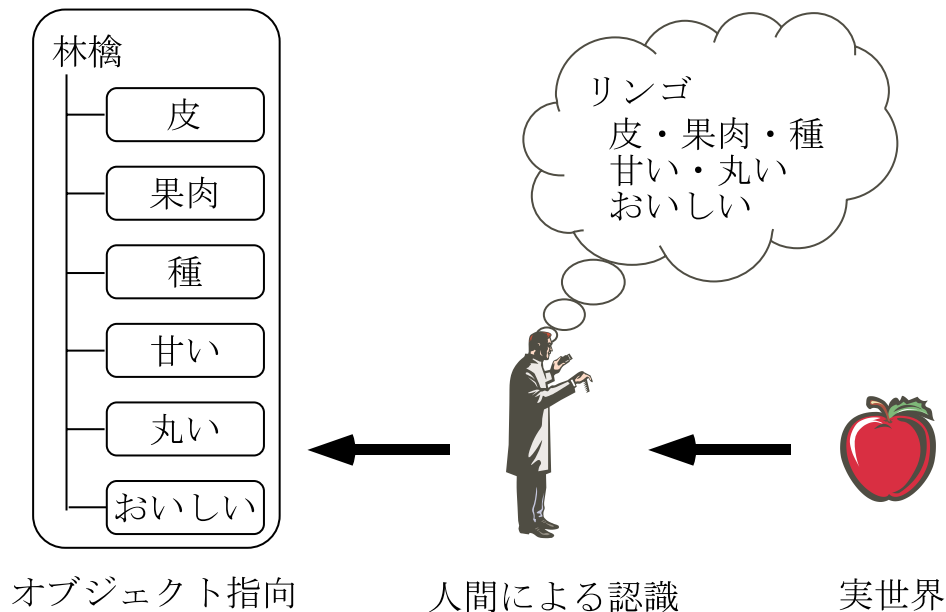 林檎
皮
果肉
種
甘い
丸い
おいしい
オブジェクト指向
リンゴ
皮・果肉・種
甘い・丸い
おいしい
人間による認識
実世界